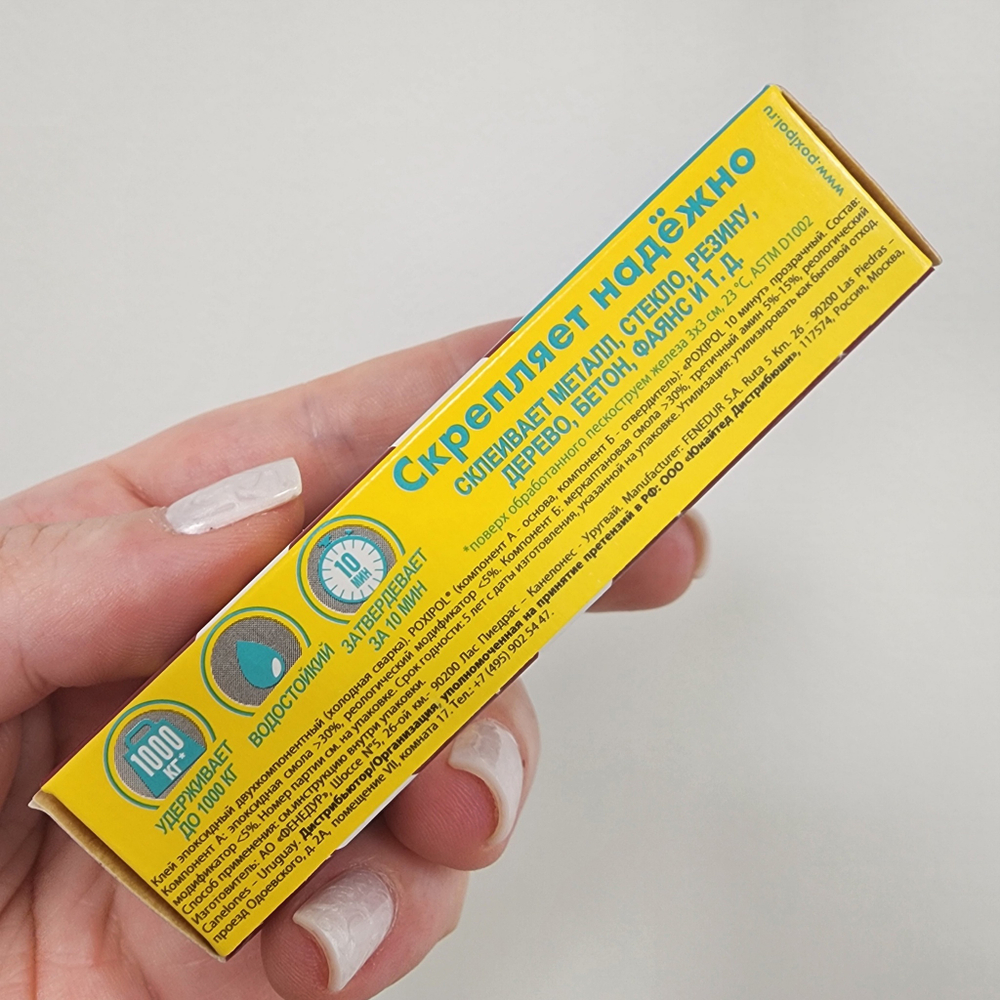 www.poxipol.ru
Скрепляет надёжно
СКЛЕИВАЕТ МЕТАЛЛ, СТЕКЛО, РЕЗИНУ,
ДЕРЕВО, БЕТОН, ФАЯНС И Т. Д.
*поверх обработанного пескоструем железа 3x3 см, 23 °C, ASTM D1002
1000
КГ*
УДЕРЖИВАЕТ
ДО 1000 КГ
ВОДОСТОЙКИЙ
10
МИН
ЗАТВЕРДЕВАЕТ
ЗА 10 МИН
Клей эпоксидный двухкомпонентный (холодная сварка). POXIPOL® (компонент А - основа, компонент Б - отвердитель): «POXIPOL 10 минут» прозрачный. Состав:
Компонент А: эпоксидная смола >30%, реологический модификатор <5%. Компонент Б: меркаптановая смола >30%, третичный амин 5%-15%, реологический
модификатор <5%. Номер партии см. на упаковке. Срок годности: 5 лет с даты изготовления, указанной на упаковке. Утилизация: утилизировать как бытовой отход.
Способ применения: см.инструкцию внутри упаковки.
Изготовитель: АО «ФЕНЕДУР», Шоссе N°5, 26-ой км.- 90200 Лас Пиедрас – Канелонес - Уругвай. Manufacturer: FENEDUR S.A. Ruta 5 Km. 26 - 90200 Las Piedras –
Canelones – Uruguay. Дистрибьютор/Организация, уполномоченная на принятие претензий в РФ: ООО «Юнайтед Дистрибюшн», 117574, Россия, Москва,
проезд Одоевского, д. 2А, помещение VII, комната 17. Тел.: +7 (495) 902 54 47.